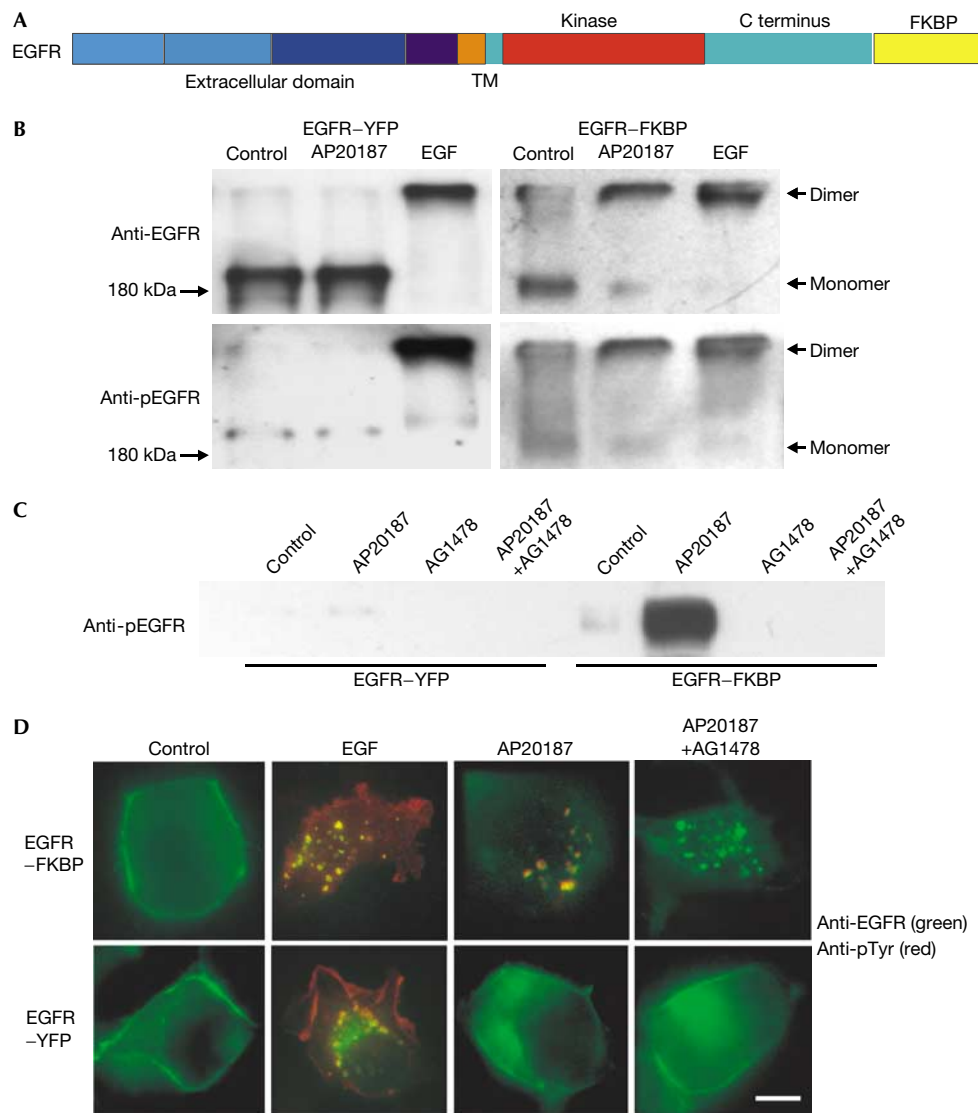 A
Kinase C terminus FKBP
EGFR
Extracellular domain TM
B
EGFR–YFP EGFR–FKBP
Control AP20187 EGF Control AP20187 EGF
Dimer
Anti-EGFR
180 kDa Monomer
Dimer
Anti-pEGFR
180 kDa Monomer
C
Control AP20187 AG1478 AP20187 +AG1478 Control AP20187 AG1478 AP20187 +AG1478
Anti-pEGFR
EGFR–YFP EGFR–FKBP
D
AP20187
Control EGF AP20187 +AG1478
EGFR
–FKBP
Anti-EGFR (green)
Anti-pTyr (red)
EGFR
–YFP